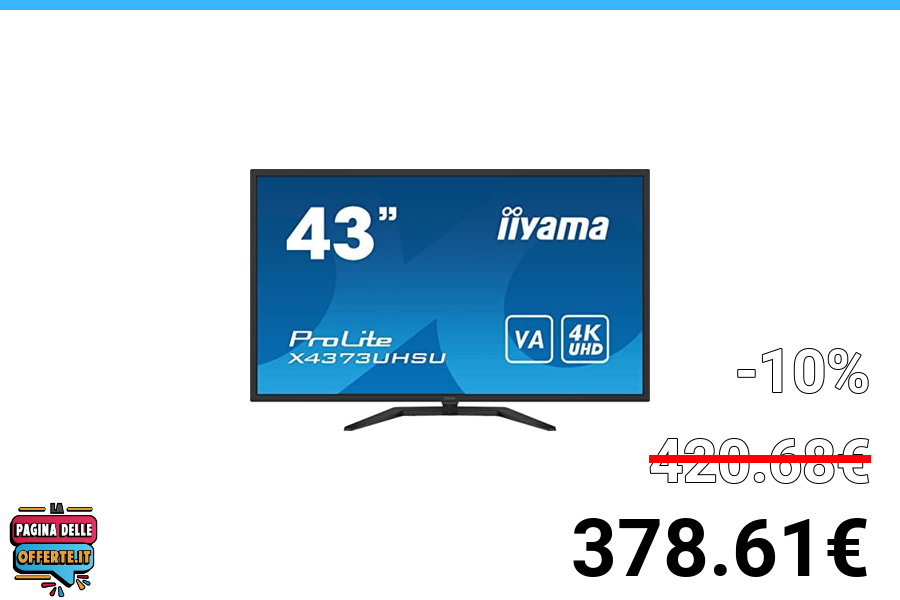 43”
iiyama
ProLite
X4373UHSU
VA
4K
UHD
-10%
420.68€
378.61€
LA
PAGINA DELLE
OFFERTE.IT